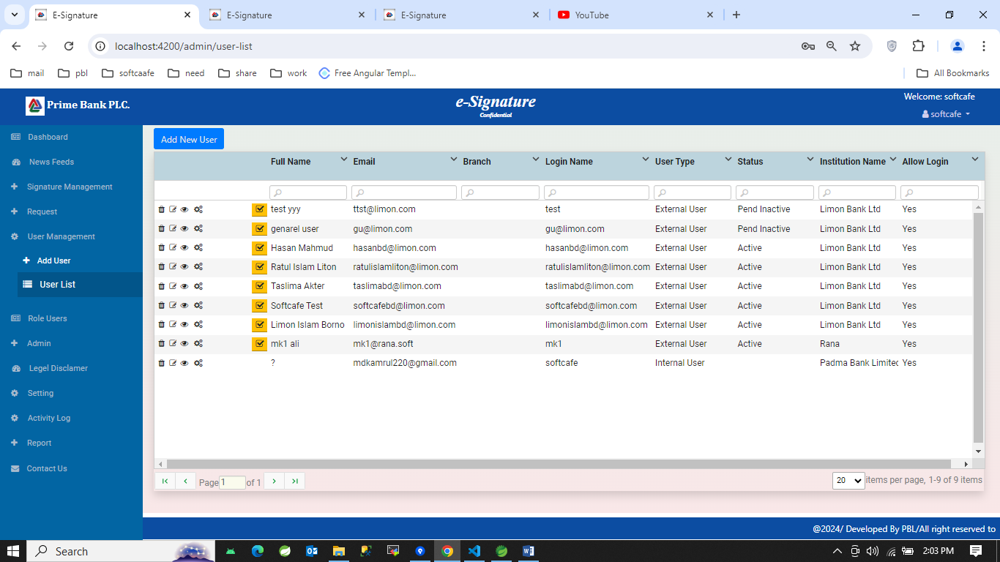 E-Signature
E-Signature
E-Signature
YouTube
localhost:4200/admin/user-list
mail pbl softcaafe need share work Free Angular Templ... All Bookmarks
Prime Bank PLC.
e-Signature
Confidential
Welcome: softcafe
softcafe
Dashboard
News Feeds
Signature Management
Request
User Management
Add User
User List
Role Users
Admin
Legel Disclamer
Setting
Activity Log
Report
Contact Us
Add New User
Full Name Email Branch Login Name User Type Status Institution Name Allow Login
test yyy ttst@limon.com test External User Pend Inactive Limon Bank Ltd Yes
genarel user gu@limon.com gu@limon.com External User Pend Inactive Limon Bank Ltd Yes
Hasan Mahmud hasanbd@limon.com hasanbd@limon.com External User Active Limon Bank Ltd Yes
Ratul Islam Liton ratulislamliton@limon.com ratulislamliton@limon.com External User Active Limon Bank Ltd Yes
Taslima Akter taslimabd@limon.com taslimabd@limon.com External User Active Limon Bank Ltd Yes
Softcafe Test softcafebd@limon.com softcafebd@limon.com External User Active Limon Bank Ltd Yes
Limon Islam Borno limonislambd@limon.com limonislambd@limon.com External User Active Limon Bank Ltd Yes
mk1 ali mk1@rana.soft mk1 External User Active Rana Yes
? mdkamrul220@gmail.com softcafe Internal User Padma Bank Limited Yes
Page 1 of 1
20 items per page, 1-9 of 9 items
@2024/ Developed By PBL/All right reserved to
Search
2:03 PM